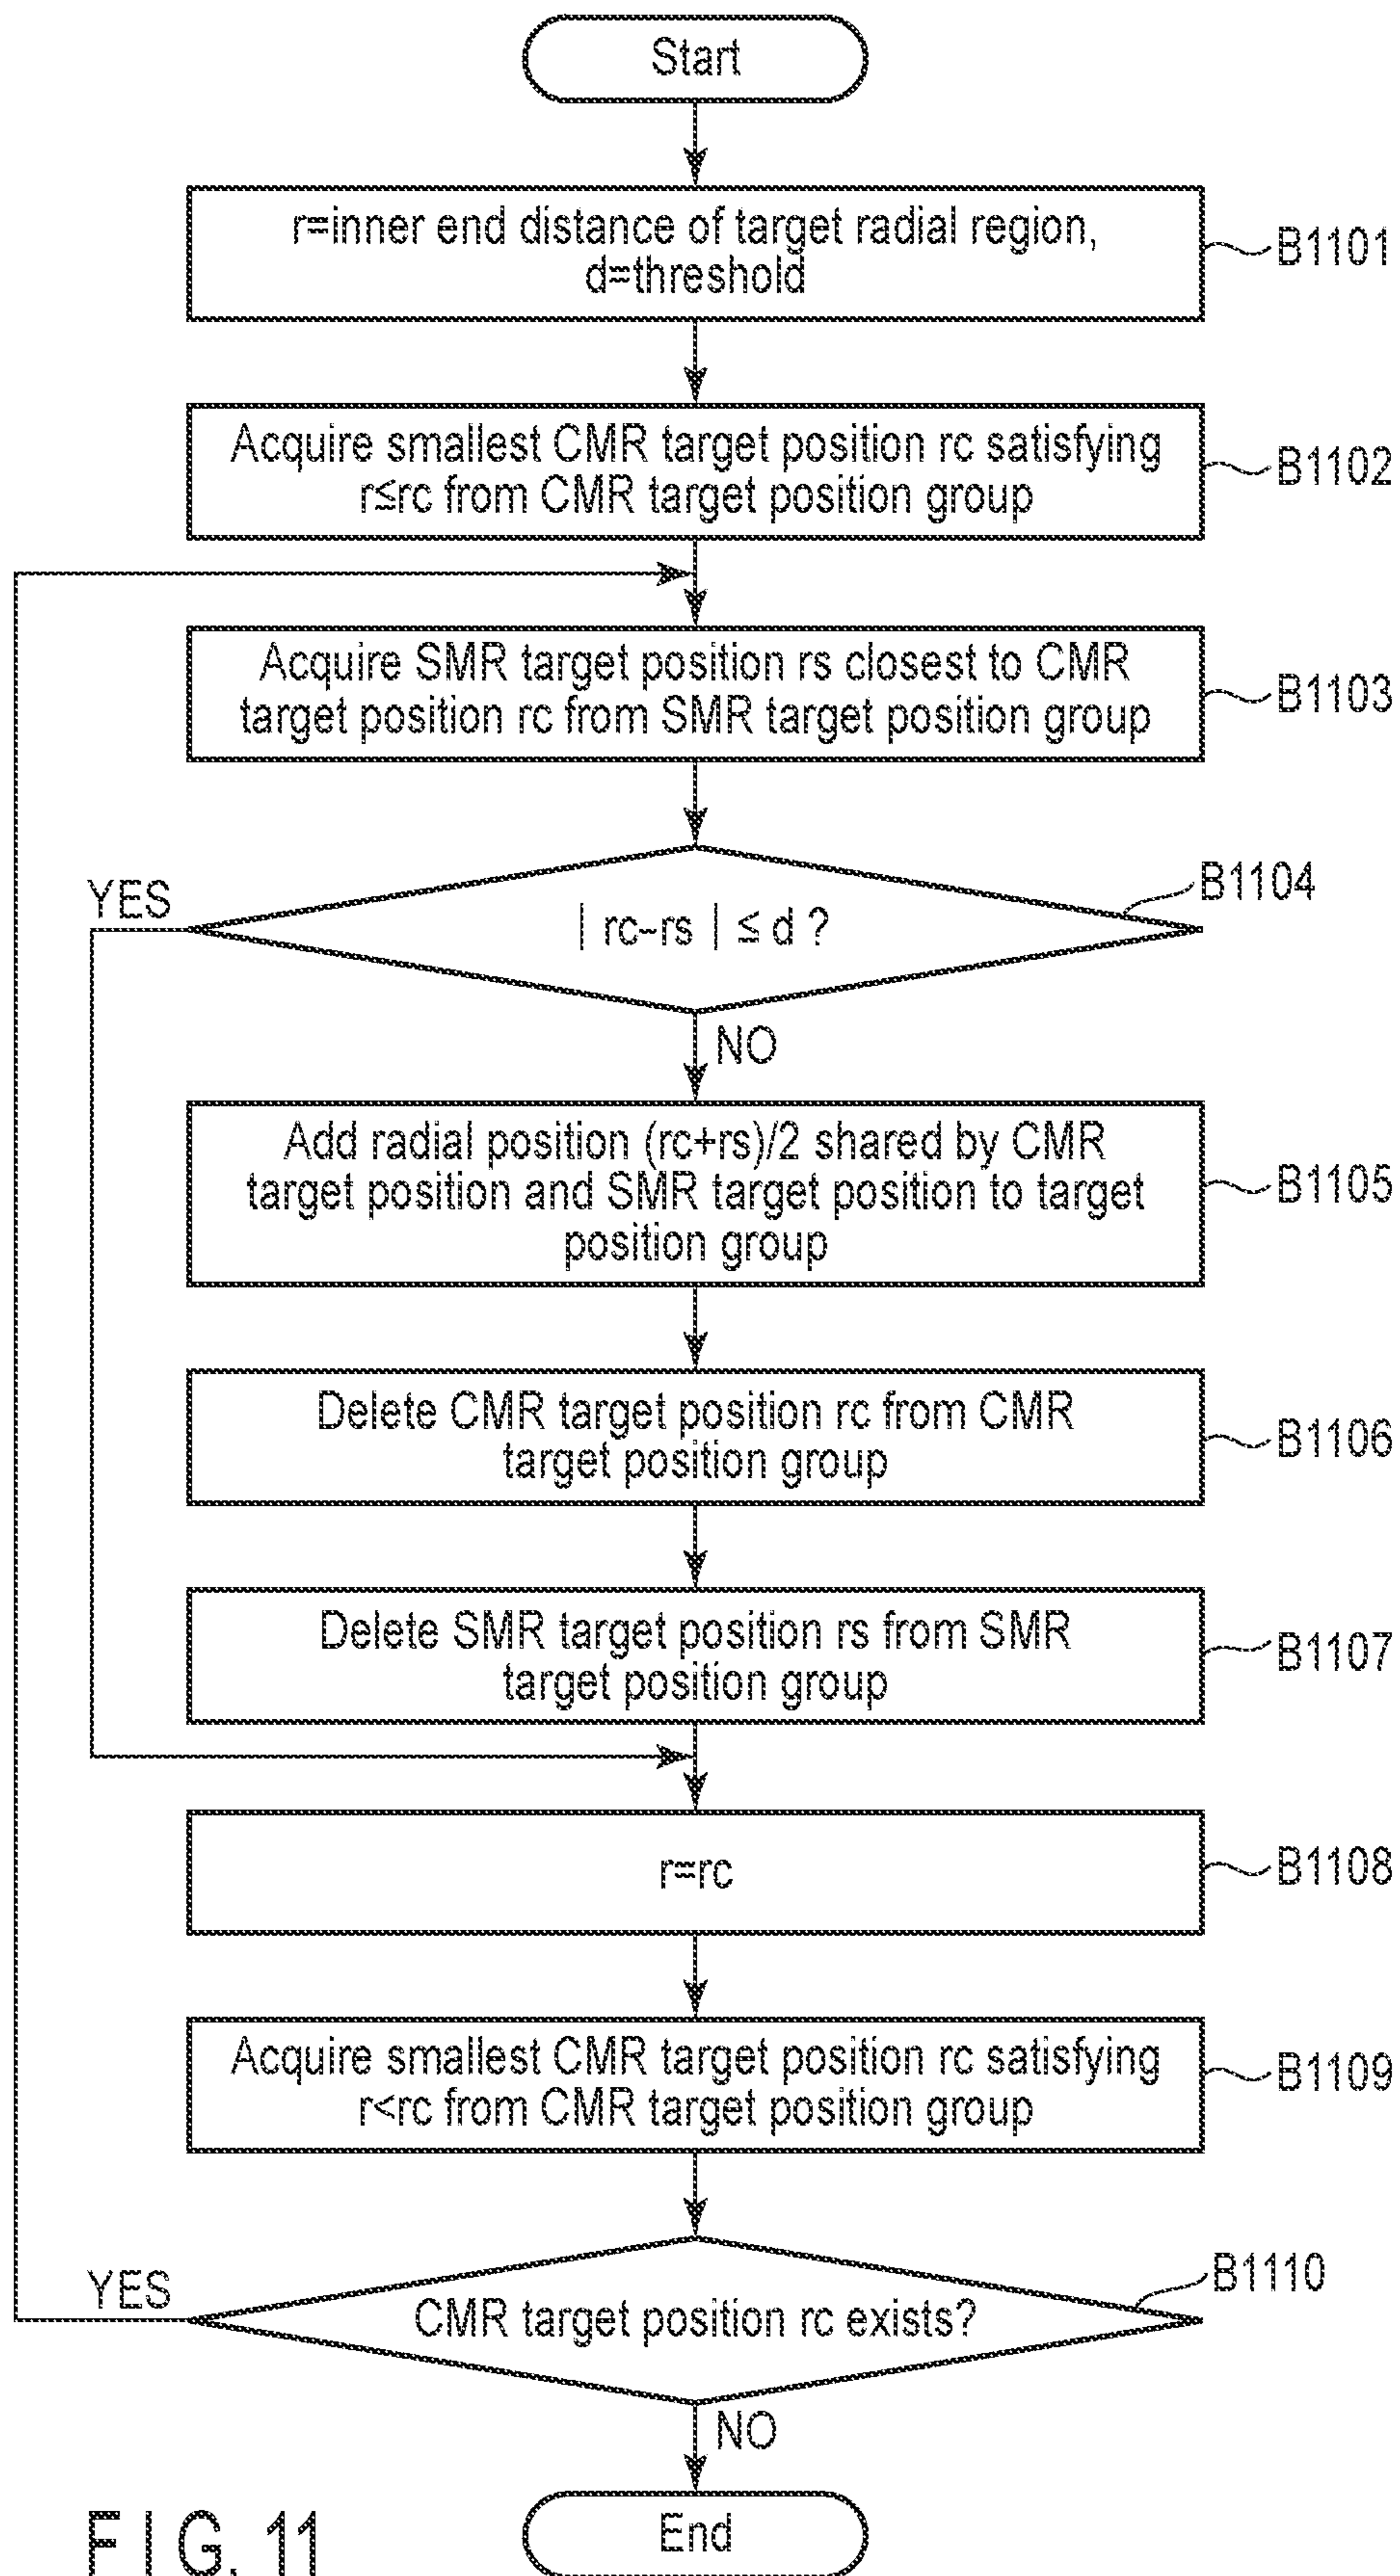 Start
r=inner end distance of target radial region,
d=threshold
B1101
Acquire smallest CMR target position rc satisfying
r≤rc from CMR target position group
B1102
Acquire SMR target position rs closest to CMR
target position rc from SMR target position group
B1103
B1104
YES
| rc-rs | ≤ d ?
NO
Add radial position (rc+rs)/2 shared by CMR
target position and SMR target position to target
position group
B1105
Delete CMR target position rc from CMR
target position group
B1106
Delete SMR target position rs from SMR
target position group
B1107
r=rc
B1108
Acquire smallest CMR target position rc satisfying
r<rc from CMR target position group
B1109
B1110
YES
CMR target position rc exists?
NO
End
FIG. 11